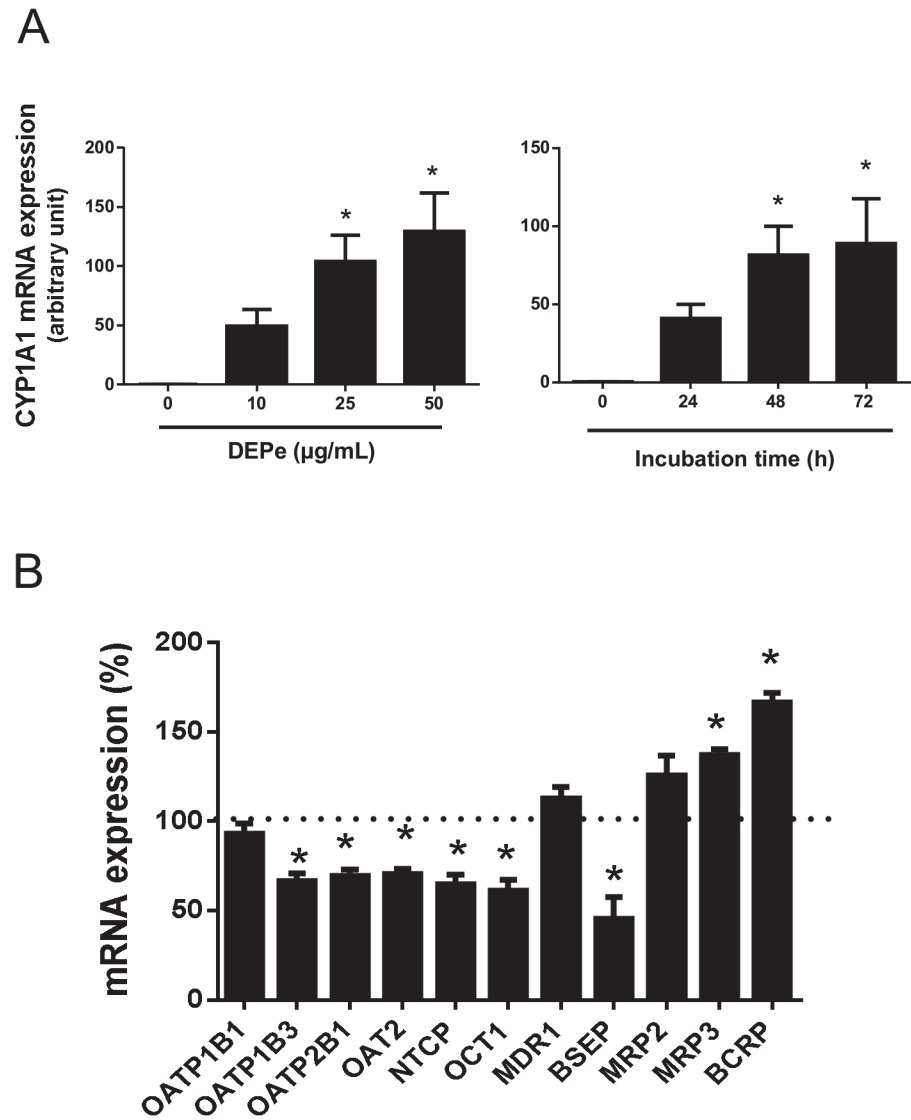 A
CYP1A1 mRNA expression
(arbitrary unit)
200
150
100
50
0
*
*
0 10 25 50
DEPe (µg/mL)
150
100
50
0
*
*
0 24 48 72
Incubation time (h)
B
mRNA expression (%)
200
150
100
50
0
*
*
*
*
*
*
*
*
OATP1B1
OATP1B3
OATP2B1
OAT2
NTCP
OCT1
MDR1
BSEP
MRP2
MRP3
BCRP